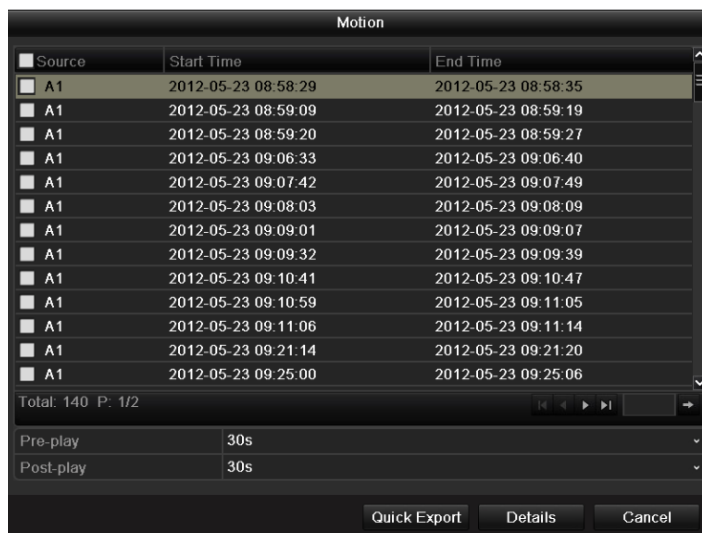 Motion
Source Start Time End Time
A1 2012-05-23 08:58:29 2012-05-23 08:58:35
A1 2012-05-23 08:59:09 2012-05-23 08:59:19
A1 2012-05-23 08:59:20 2012-05-23 08:59:27
A1 2012-05-23 09:06:33 2012-05-23 09:06:40
A1 2012-05-23 09:07:42 2012-05-23 09:07:49
A1 2012-05-23 09:08:03 2012-05-23 09:08:09
A1 2012-05-23 09:09:01 2012-05-23 09:09:07
A1 2012-05-23 09:09:32 2012-05-23 09:09:39
A1 2012-05-23 09:10:41 2012-05-23 09:10:47
A1 2012-05-23 09:10:59 2012-05-23 09:11:05
A1 2012-05-23 09:11:06 2012-05-23 09:11:14
A1 2012-05-23 09:21:14 2012-05-23 09:21:20
A1 2012-05-23 09:25:00 2012-05-23 09:25:06
Total: 140 P: 1/2
Pre-play 30s
Post-play 30s
Quick Export Details Cancel